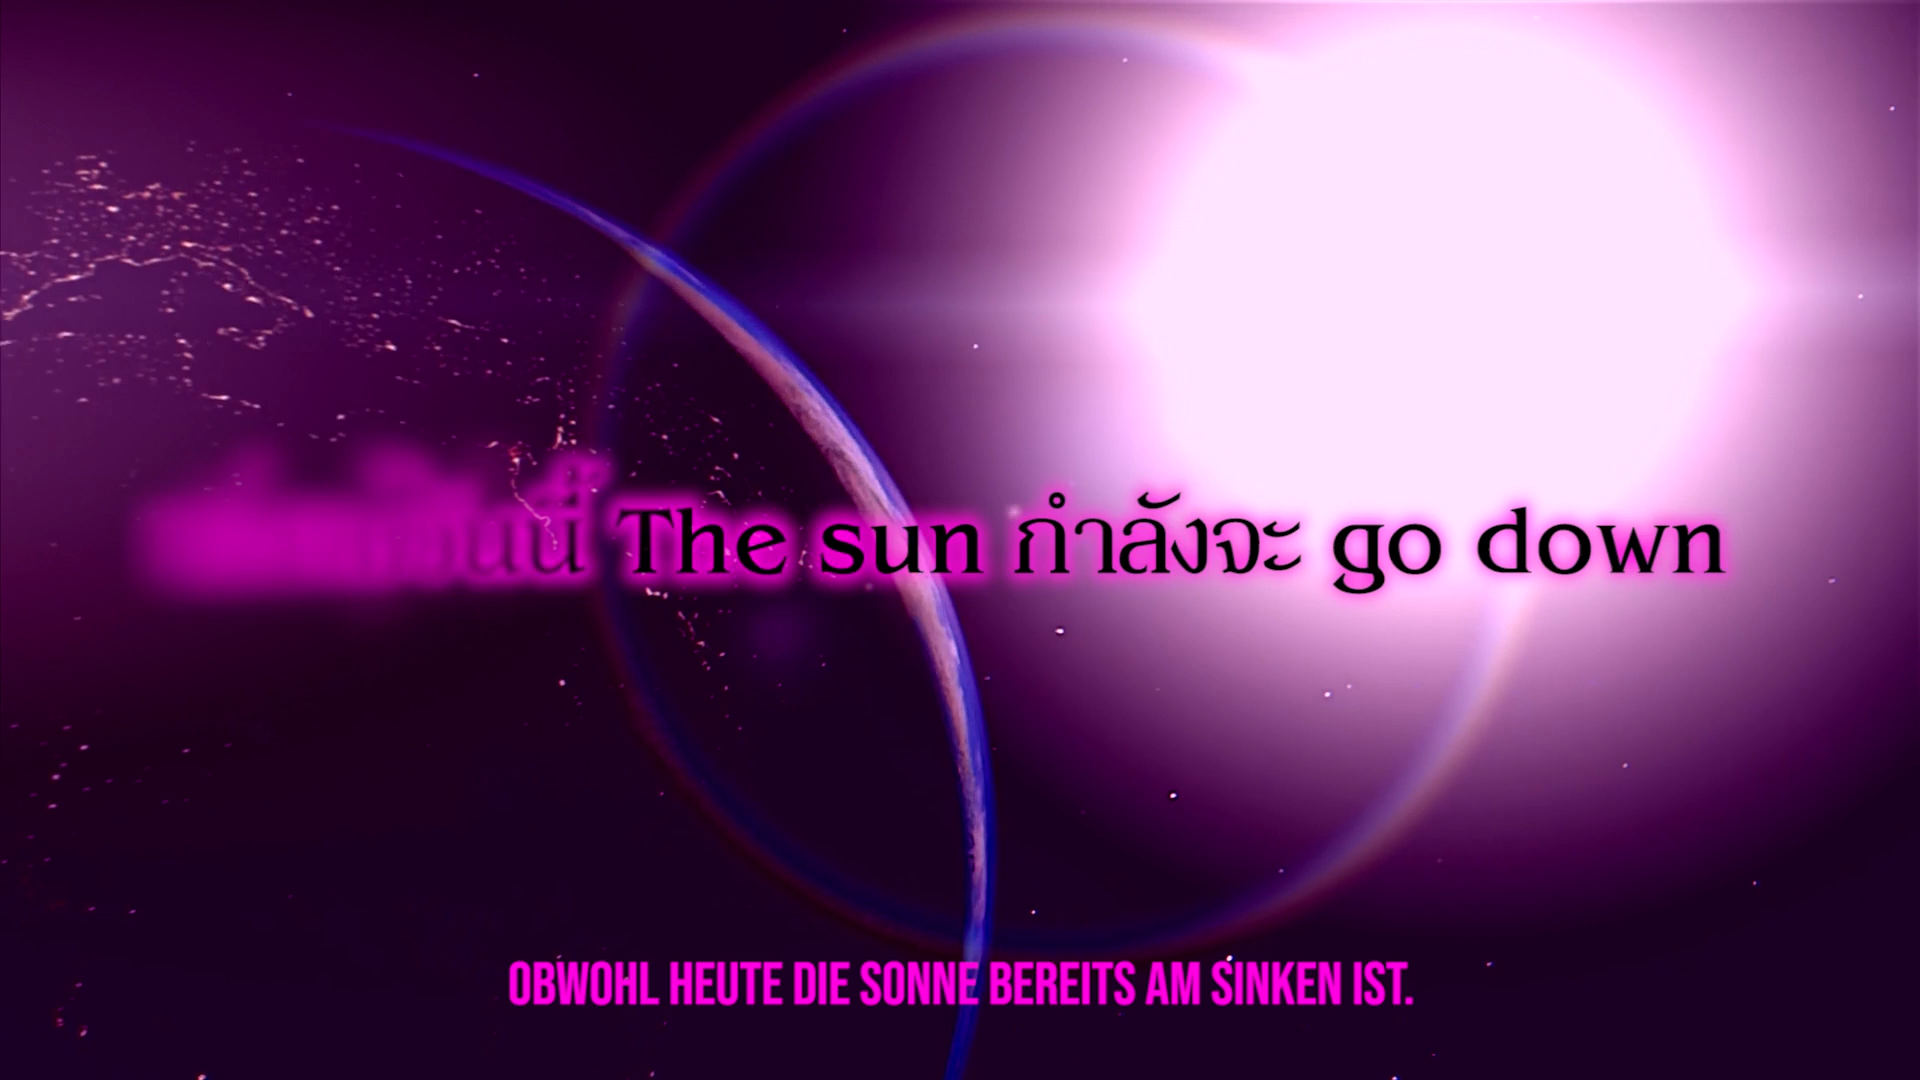 นี้ The sun กำลังจะ go down
OBWOHL HEUTE DIE SONNE BEREITS AM SINKEN IST.